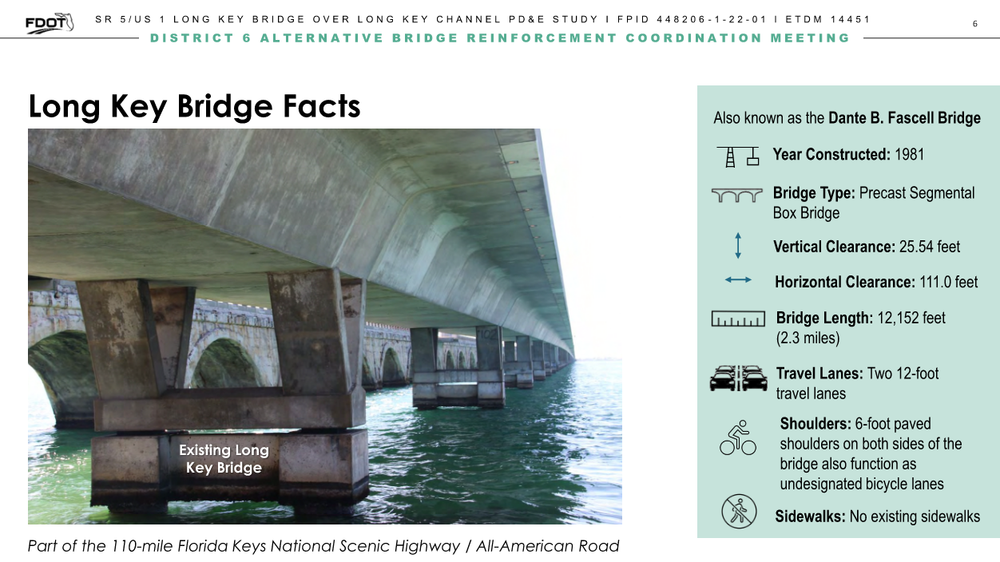 FDOT
SR 5/US 1 LONG KEY BRIDGE OVER LONG KEY CHANNEL PD&E STUDY I FPID 448206-1-22-01 I ETDM 14451
6
DISTRICT 6 ALTERNATIVE BRIDGE REINFORCEMENT COORDINATION MEETING
Long Key Bridge Facts
Existing Long
Key Bridge
Part of the 110-mile Florida Keys National Scenic Highway / All-American Road
Also known as the Dante B. Fascell Bridge
Year Constructed: 1981
Bridge Type: Precast Segmental
Box Bridge
Vertical Clearance: 25.54 feet
Horizontal Clearance: 111.0 feet
Bridge Length: 12,152 feet
(2.3 miles)
Travel Lanes: Two 12-foot
travel lanes
Shoulders: 6-foot paved
shoulders on both sides of the
bridge also function as
undesignated bicycle lanes
Sidewalks: No existing sidewalks